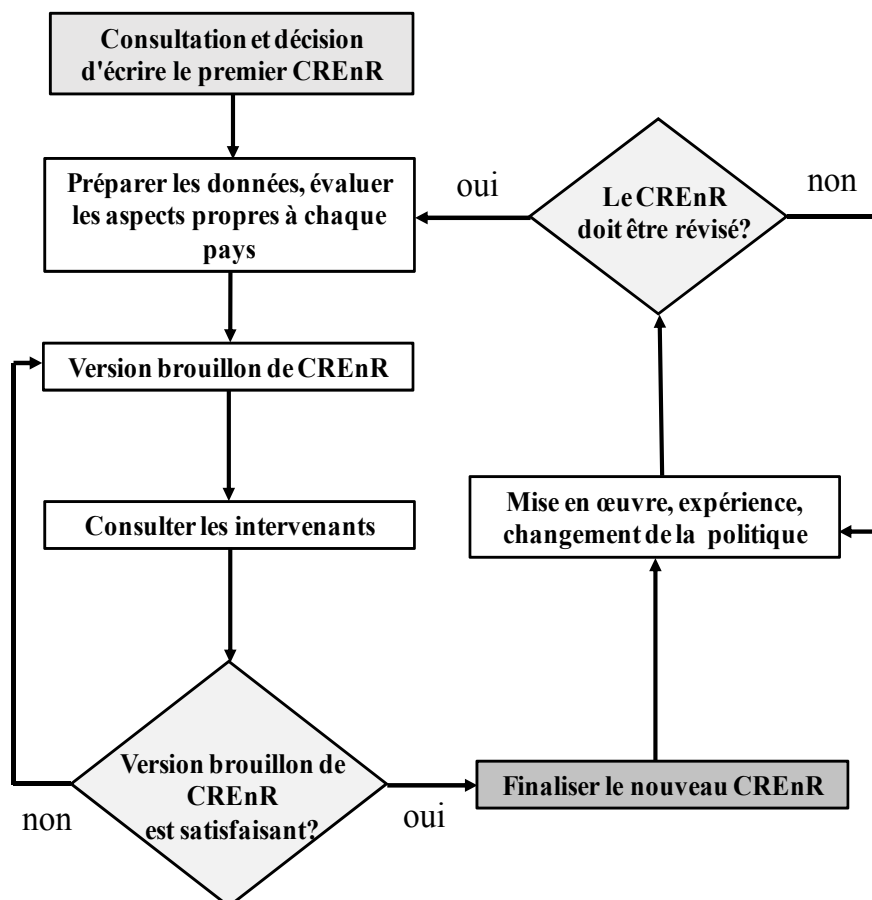 Consultation et décision
d'écrire le premier CREnR
Préparer les données, évaluer
les aspects propres à chaque
pays
oui
Le CREnR
doit être révisé?
non
Version brouillon de CREnR
Consulter les intervenants
Mise en œuvre, expérience,
changement de la politique
Version brouillon de
CREnR
est satisfaisant?
non
oui
Finaliser le nouveau CREnR